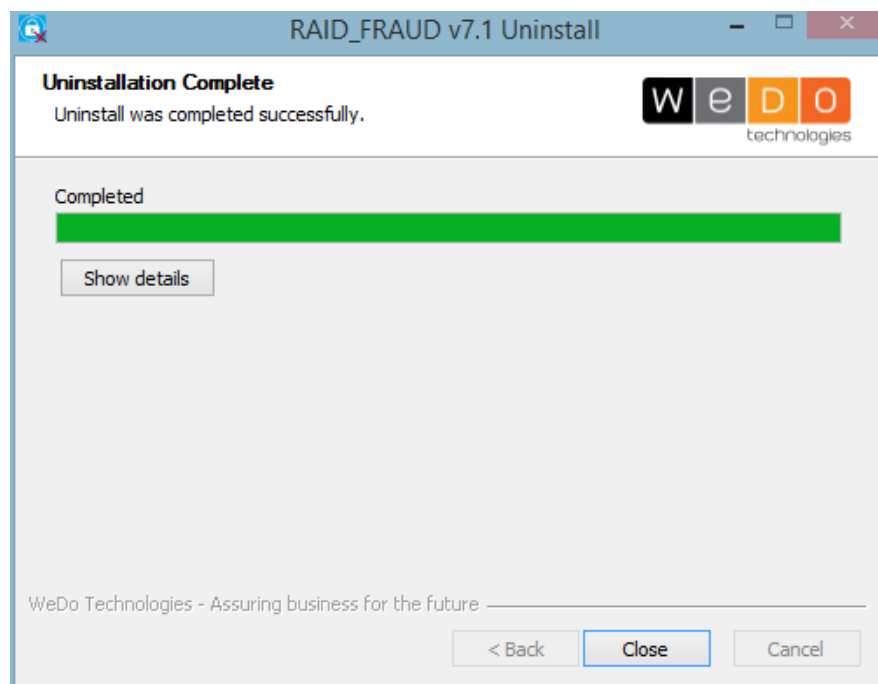 RAID_FRAUD v7.1 Uninstall
Uninstallation Complete
Uninstall was completed successfully.
weDO
technologies
Completed
Show details
WeDo Technologies - Assuring business for the future
< Back
Close
Cancel